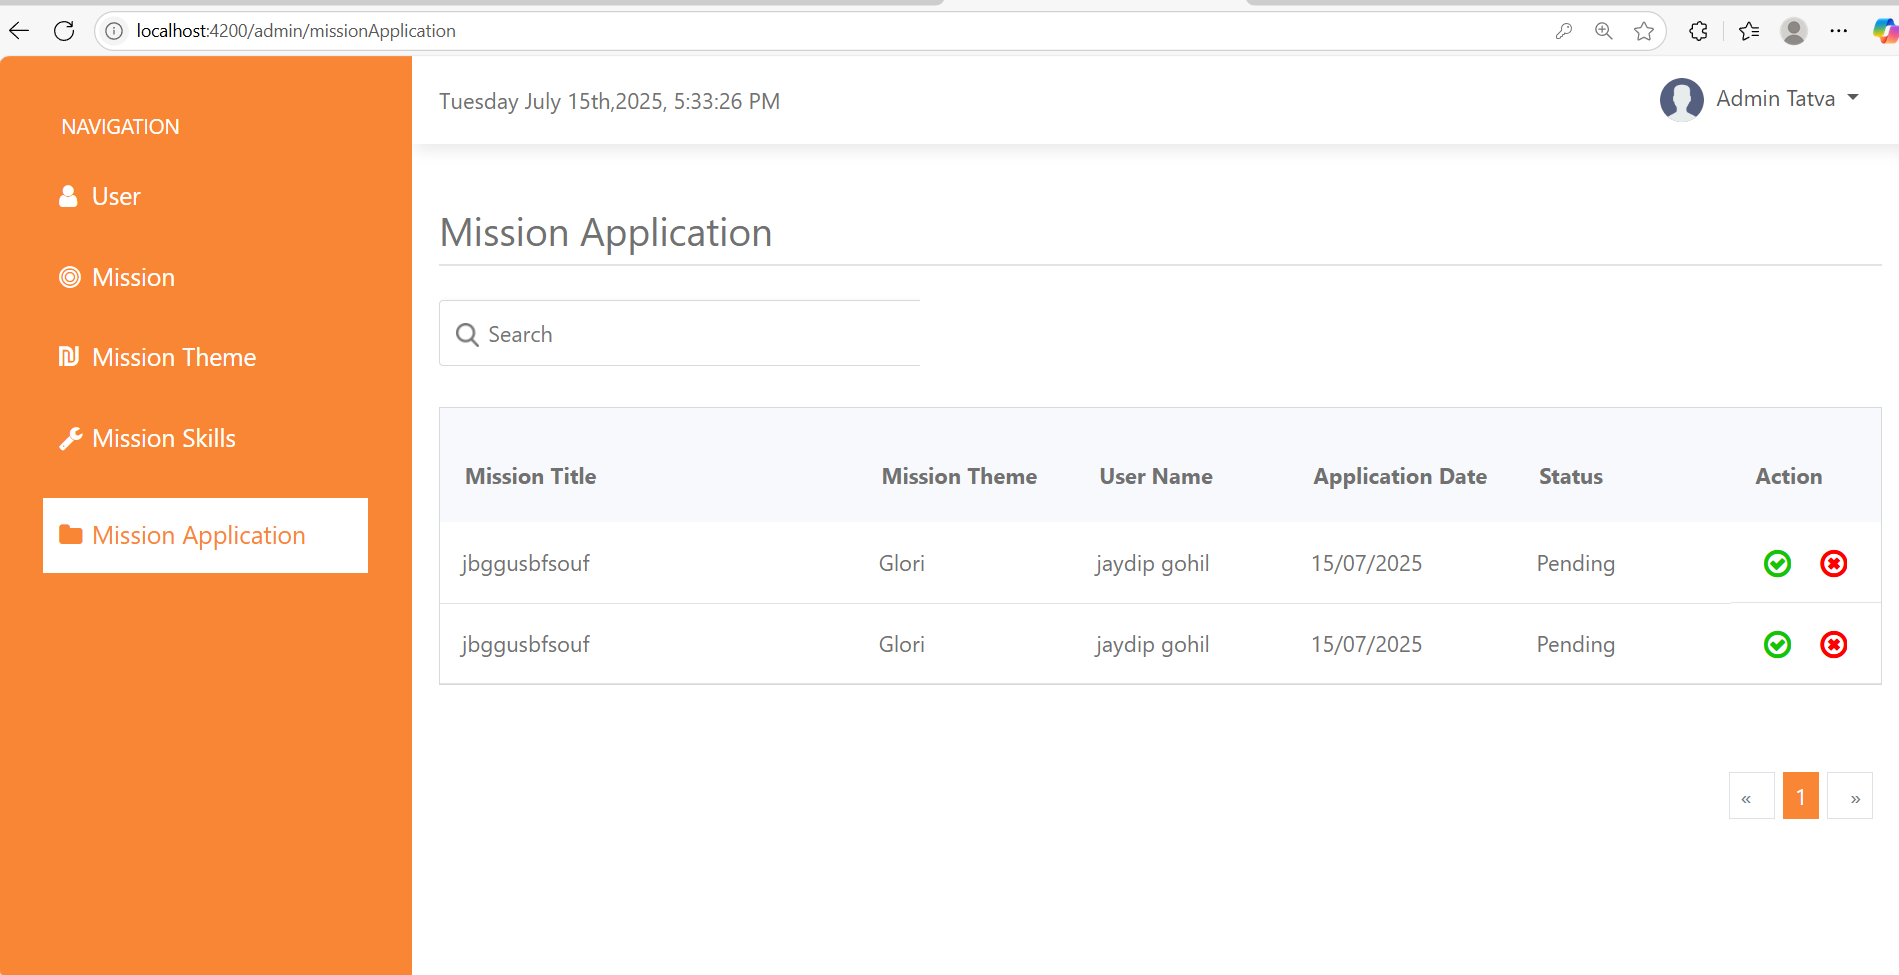 localhost:4200/admin/missionApplication
NAVIGATION
User
Mission
Mission Theme
Mission Skills
Mission Application
Tuesday July 15th,2025, 5:33:26 PM
Admin Tatva
Mission Application
Search
Mission Title Mission Theme User Name Application Date Status Action
jbggusbfsouf Glori jaydip gohil 15/07/2025 Pending
jbggusbfsouf Glori jaydip gohil 15/07/2025 Pending
« 1 »